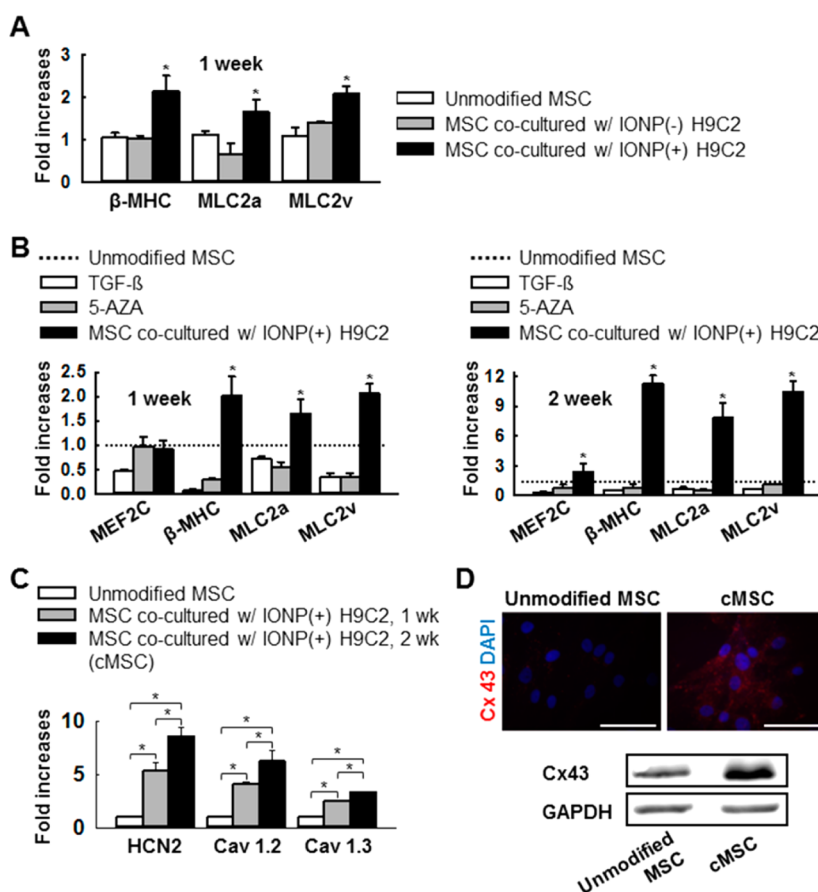 A
Fold increases
3
2
1
0
1 week
*
*
*
β-MHC
MLC2a
MLC2v
Unmodified MSC
MSC co-cultured w/ IONP(-) H9C2
MSC co-cultured w/ IONP(+) H9C2
B
Unmodified MSC
TGF-ß
5-AZA
MSC co-cultured w/ IONP(+) H9C2
Fold increases
2.5
2.0
1.5
1.0
0.5
0.0
1 week
*
*
*
MEF2C
β-MHC
MLC2a
MLC2v
Unmodified MSC
TGF-ß
5-AZA
MSC co-cultured w/ IONP(+) H9C2
Fold increases
12
9
6
3
0
2 week
*
*
*
*
MEF2C
β-MHC
MLC2a
MLC2v
C
Unmodified MSC
MSC co-cultured w/ IONP(+) H9C2, 1 wk
MSC co-cultured w/ IONP(+) H9C2, 2 wk
(cMSC)
Fold increases
10
5
0
*
*
*
*
*
*
*
*
*
HCN2
Cav 1.2
Cav 1.3
D
Unmodified MSC
cMSC
Cx 43 DAPI
Cx43
GAPDH
Unmodified
MSC
cMSC